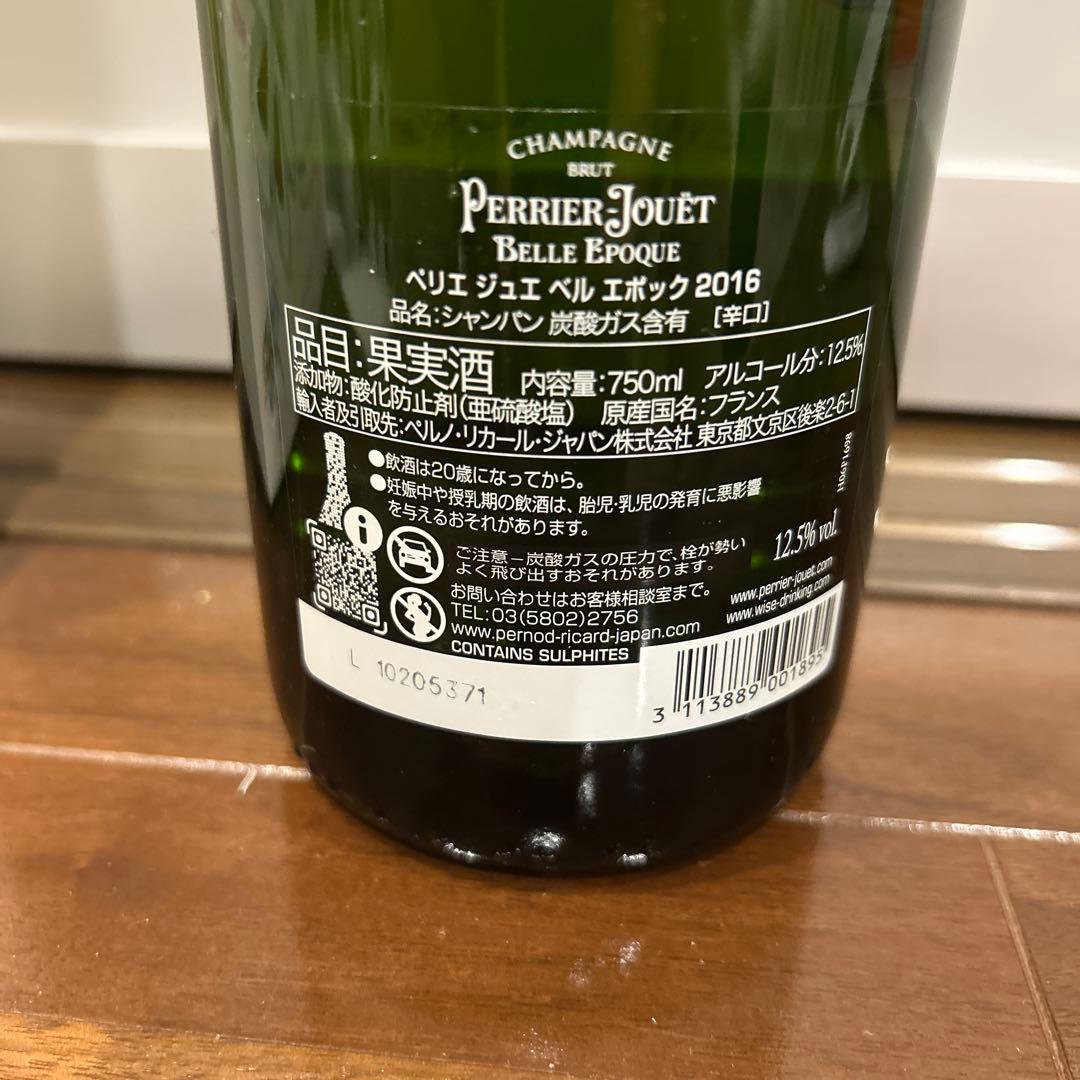 CHAMPAGNE
BRUT
PERRIER-JOUËT
BELLE EPOQUE
ペリエ ジュエ ベル エポック 2016
品名:シャンパン 炭酸ガス含有 [辛口]
品目:果実酒 内容量:750ml アルコール分:12.5%
添加物:酸化防止剤(亜硫酸塩) 原産国名:フランス
輸入者及引取先:ペルノ・リカール・ジャパン株式会社 東京都文京区後楽2-6-1
●飲酒は20歳になってから。
●妊娠中や授乳期の飲酒は、胎児・乳児の発育に悪影響
を与えるおそれがあります。
ご注意-炭酸ガスの圧力で、栓が勢い
よく飛び出すおそれがあります。
お問い合わせはお客様相談室まで。
TEL:03(5802)2756
www.pernod-ricard-japan.com
CONTAINS SULPHITES
12.5% vol.
www.perrier-jouet.com
www.wise-drinking.com
L 10205371
3 113889 001895